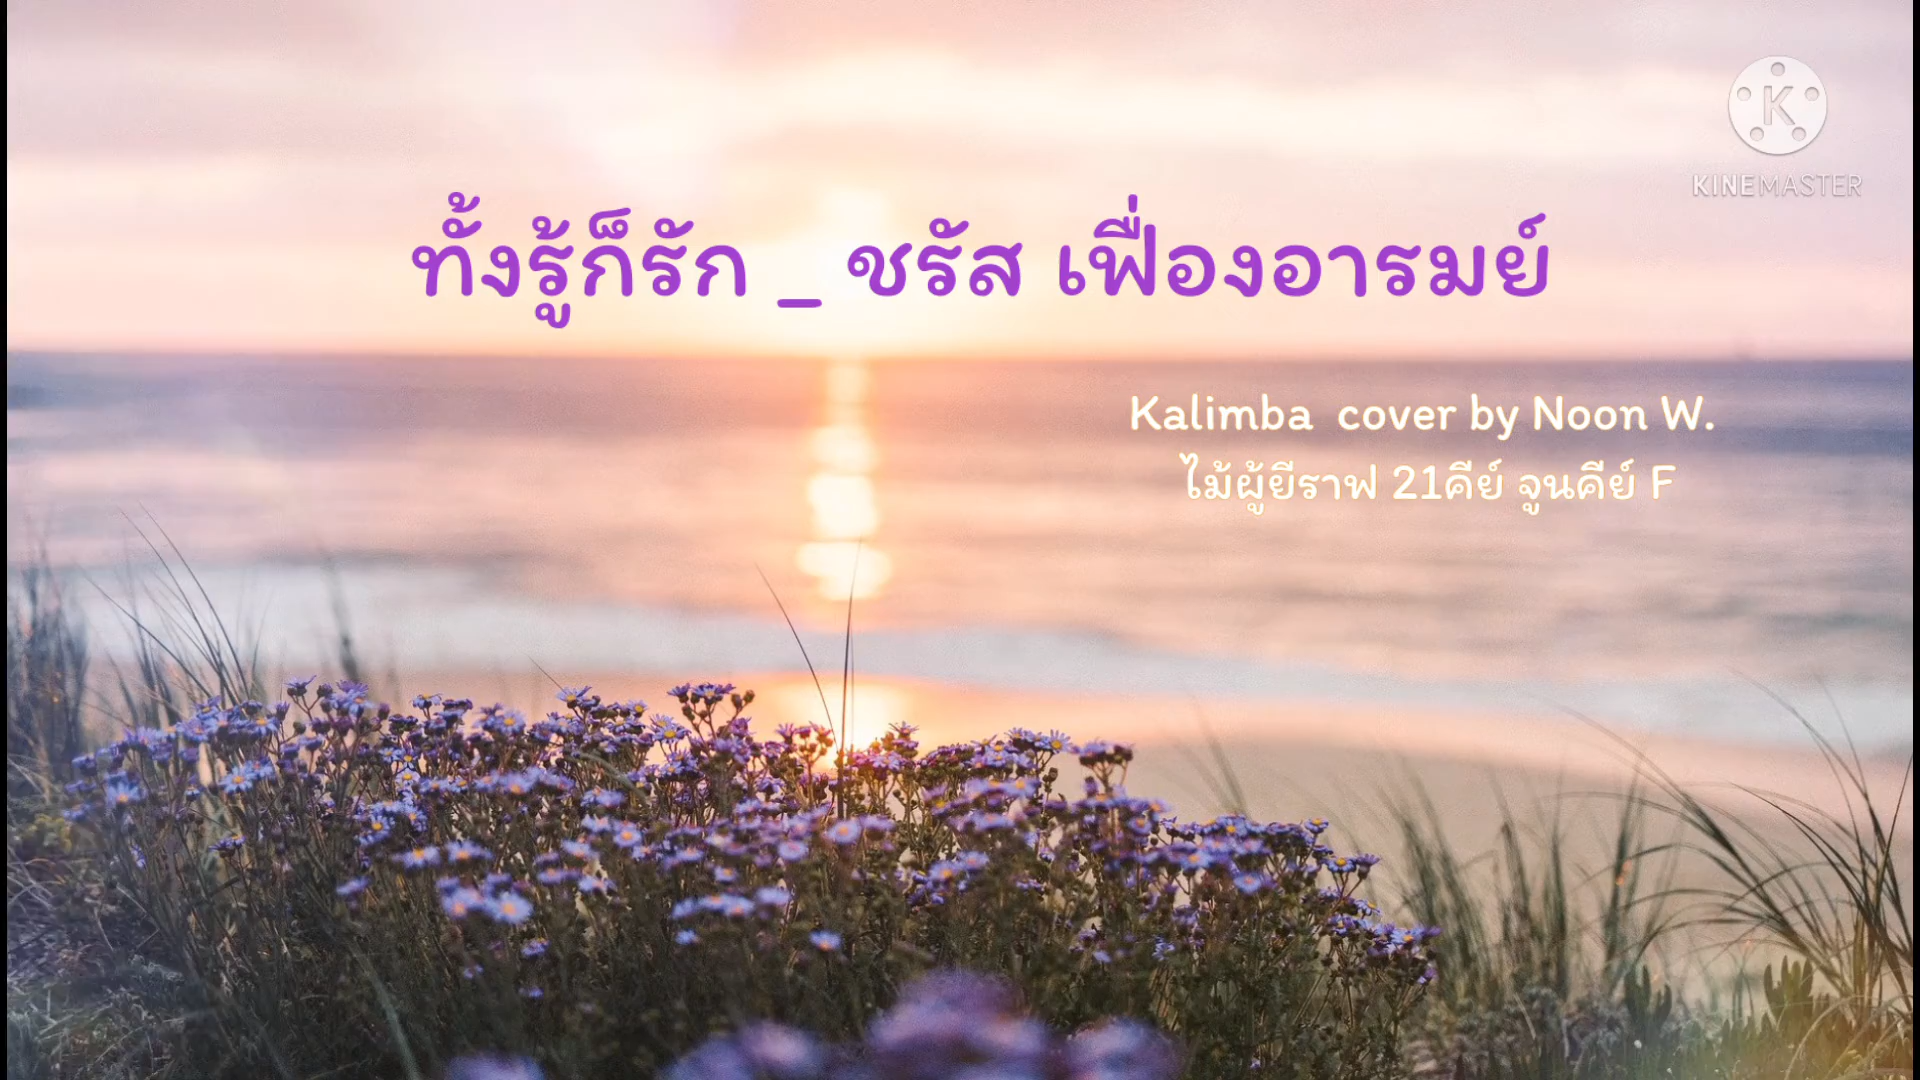 KINEMASTER
ทั้งรู้ก็รัก _ ชรัส เฟื่องอารมย์
Kalimba cover by Noon W.
ไม้ผู้ยีราฟ 21คีย์ จูนคีย์ F